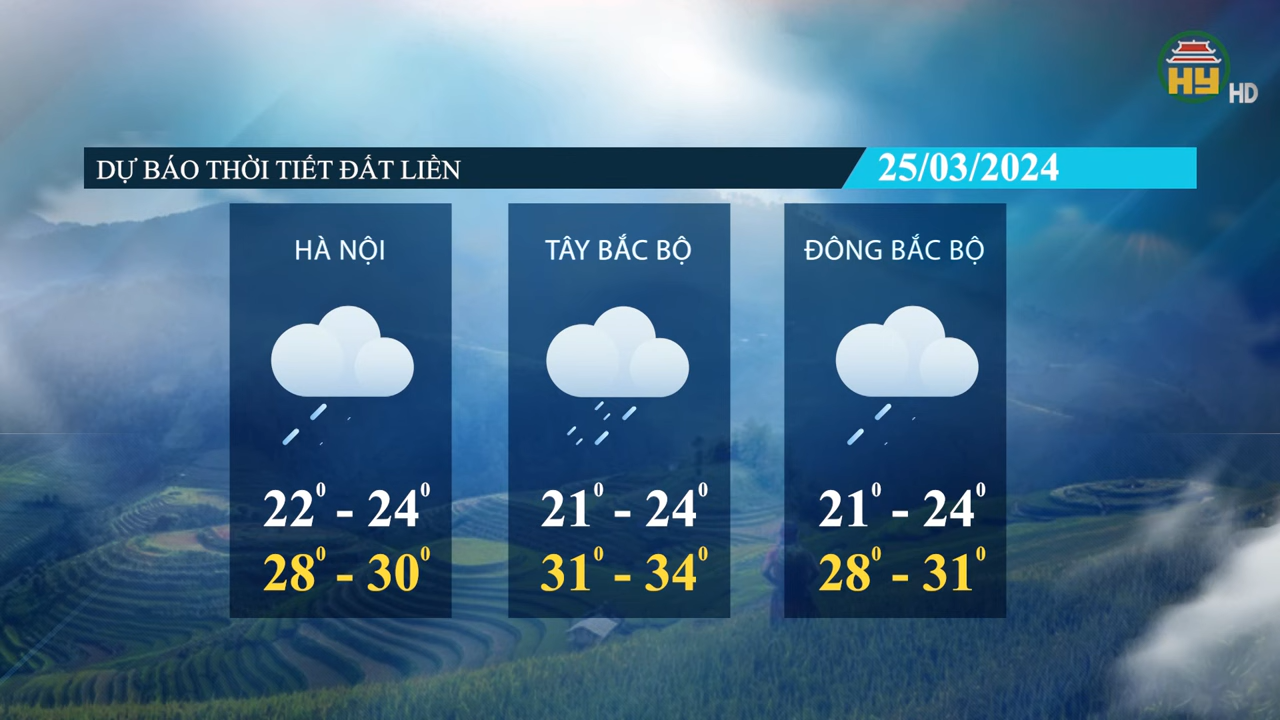 HY HD
DỰ BÁO THỜI TIẾT ĐẤT LIỀN
25/03/2024
HÀ NỘI
22⁰ - 24⁰
28⁰ - 30⁰
TÂY BẮC BỘ
21⁰ - 24⁰
31⁰ - 34⁰
ĐÔNG BẮC BỘ
21⁰ - 24⁰
28⁰ - 31⁰